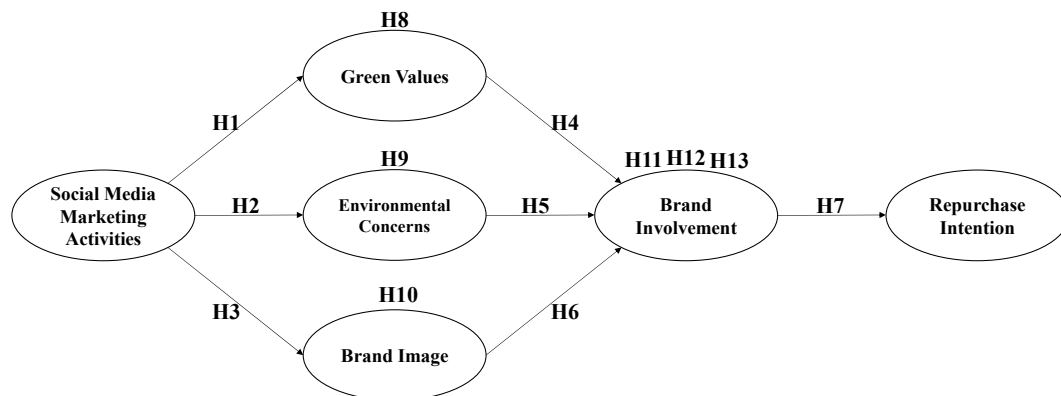 H8
Green Values
H1
H4
H9
H11 H12 H13
Social Media
Marketing
Activities
H2
Environmental
Concerns
H5
Brand
Involvement
H7
Repurchase
Intention
H3
H10
H6
Brand Image